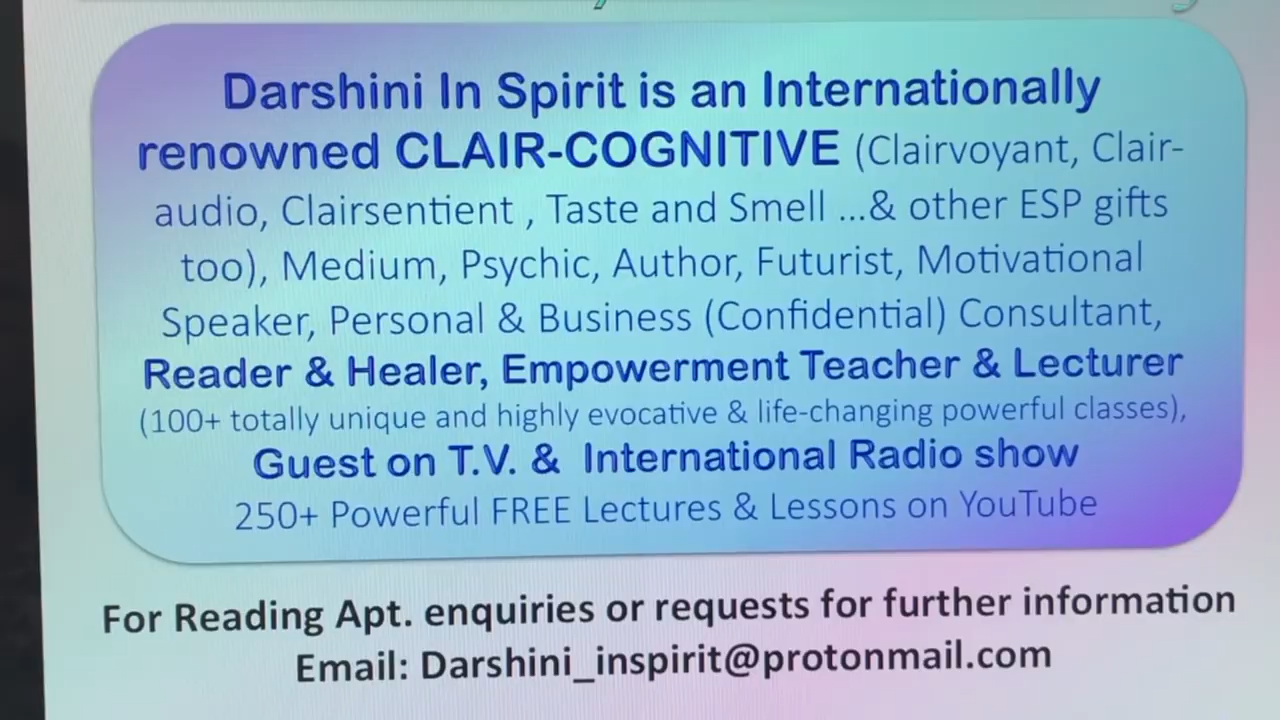 Darshini In Spirit is an Internationally
renowned CLAIR-COGNITIVE (Clairvoyant, Clair-
audio, Clairsentient , Taste and Smell ...& other ESP gifts
too), Medium, Psychic, Author, Futurist, Motivational
Speaker, Personal & Business (Confidential) Consultant,
Reader & Healer, Empowerment Teacher & Lecturer
(100+ totally unique and highly evocative & life-changing powerful classes),
Guest on T.V. &  International Radio show
250+ Powerful FREE Lectures & Lessons on YouTube
For Reading Apt. enquiries or requests for further information
Email: Darshini_inspirit@protonmail.com